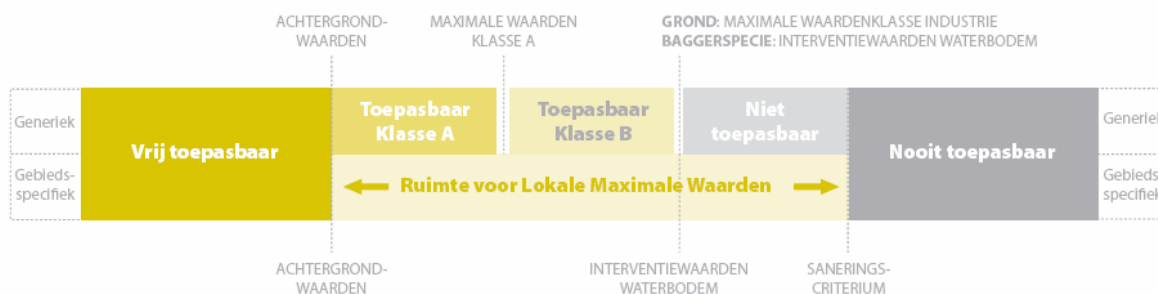 ACHTERGROND-
WAARDEN
MAXIMALE WAARDEN
KLASSE A
GROND: MAXIMALE WAARDENKLASSE INDUSTRIE
BAGGERSPECIE: INTERVENTIEWAARDEN WATERBODEM
Generiek
Vrij toepasbaar
Toepasbaar
Klasse A
Toepasbaar
Klasse B
Niet
toepasbaar
Nooit toepasbaar
Generiek
Gebieds-
specifiek
Ruimte voor Lokale Maximale Waarden
Gebieds-
specifiek
ACHTERGROND-
WAARDEN
INTERVENTIEWAARDEN
WATERBODEM
SANERINGS-
CRITERIUM